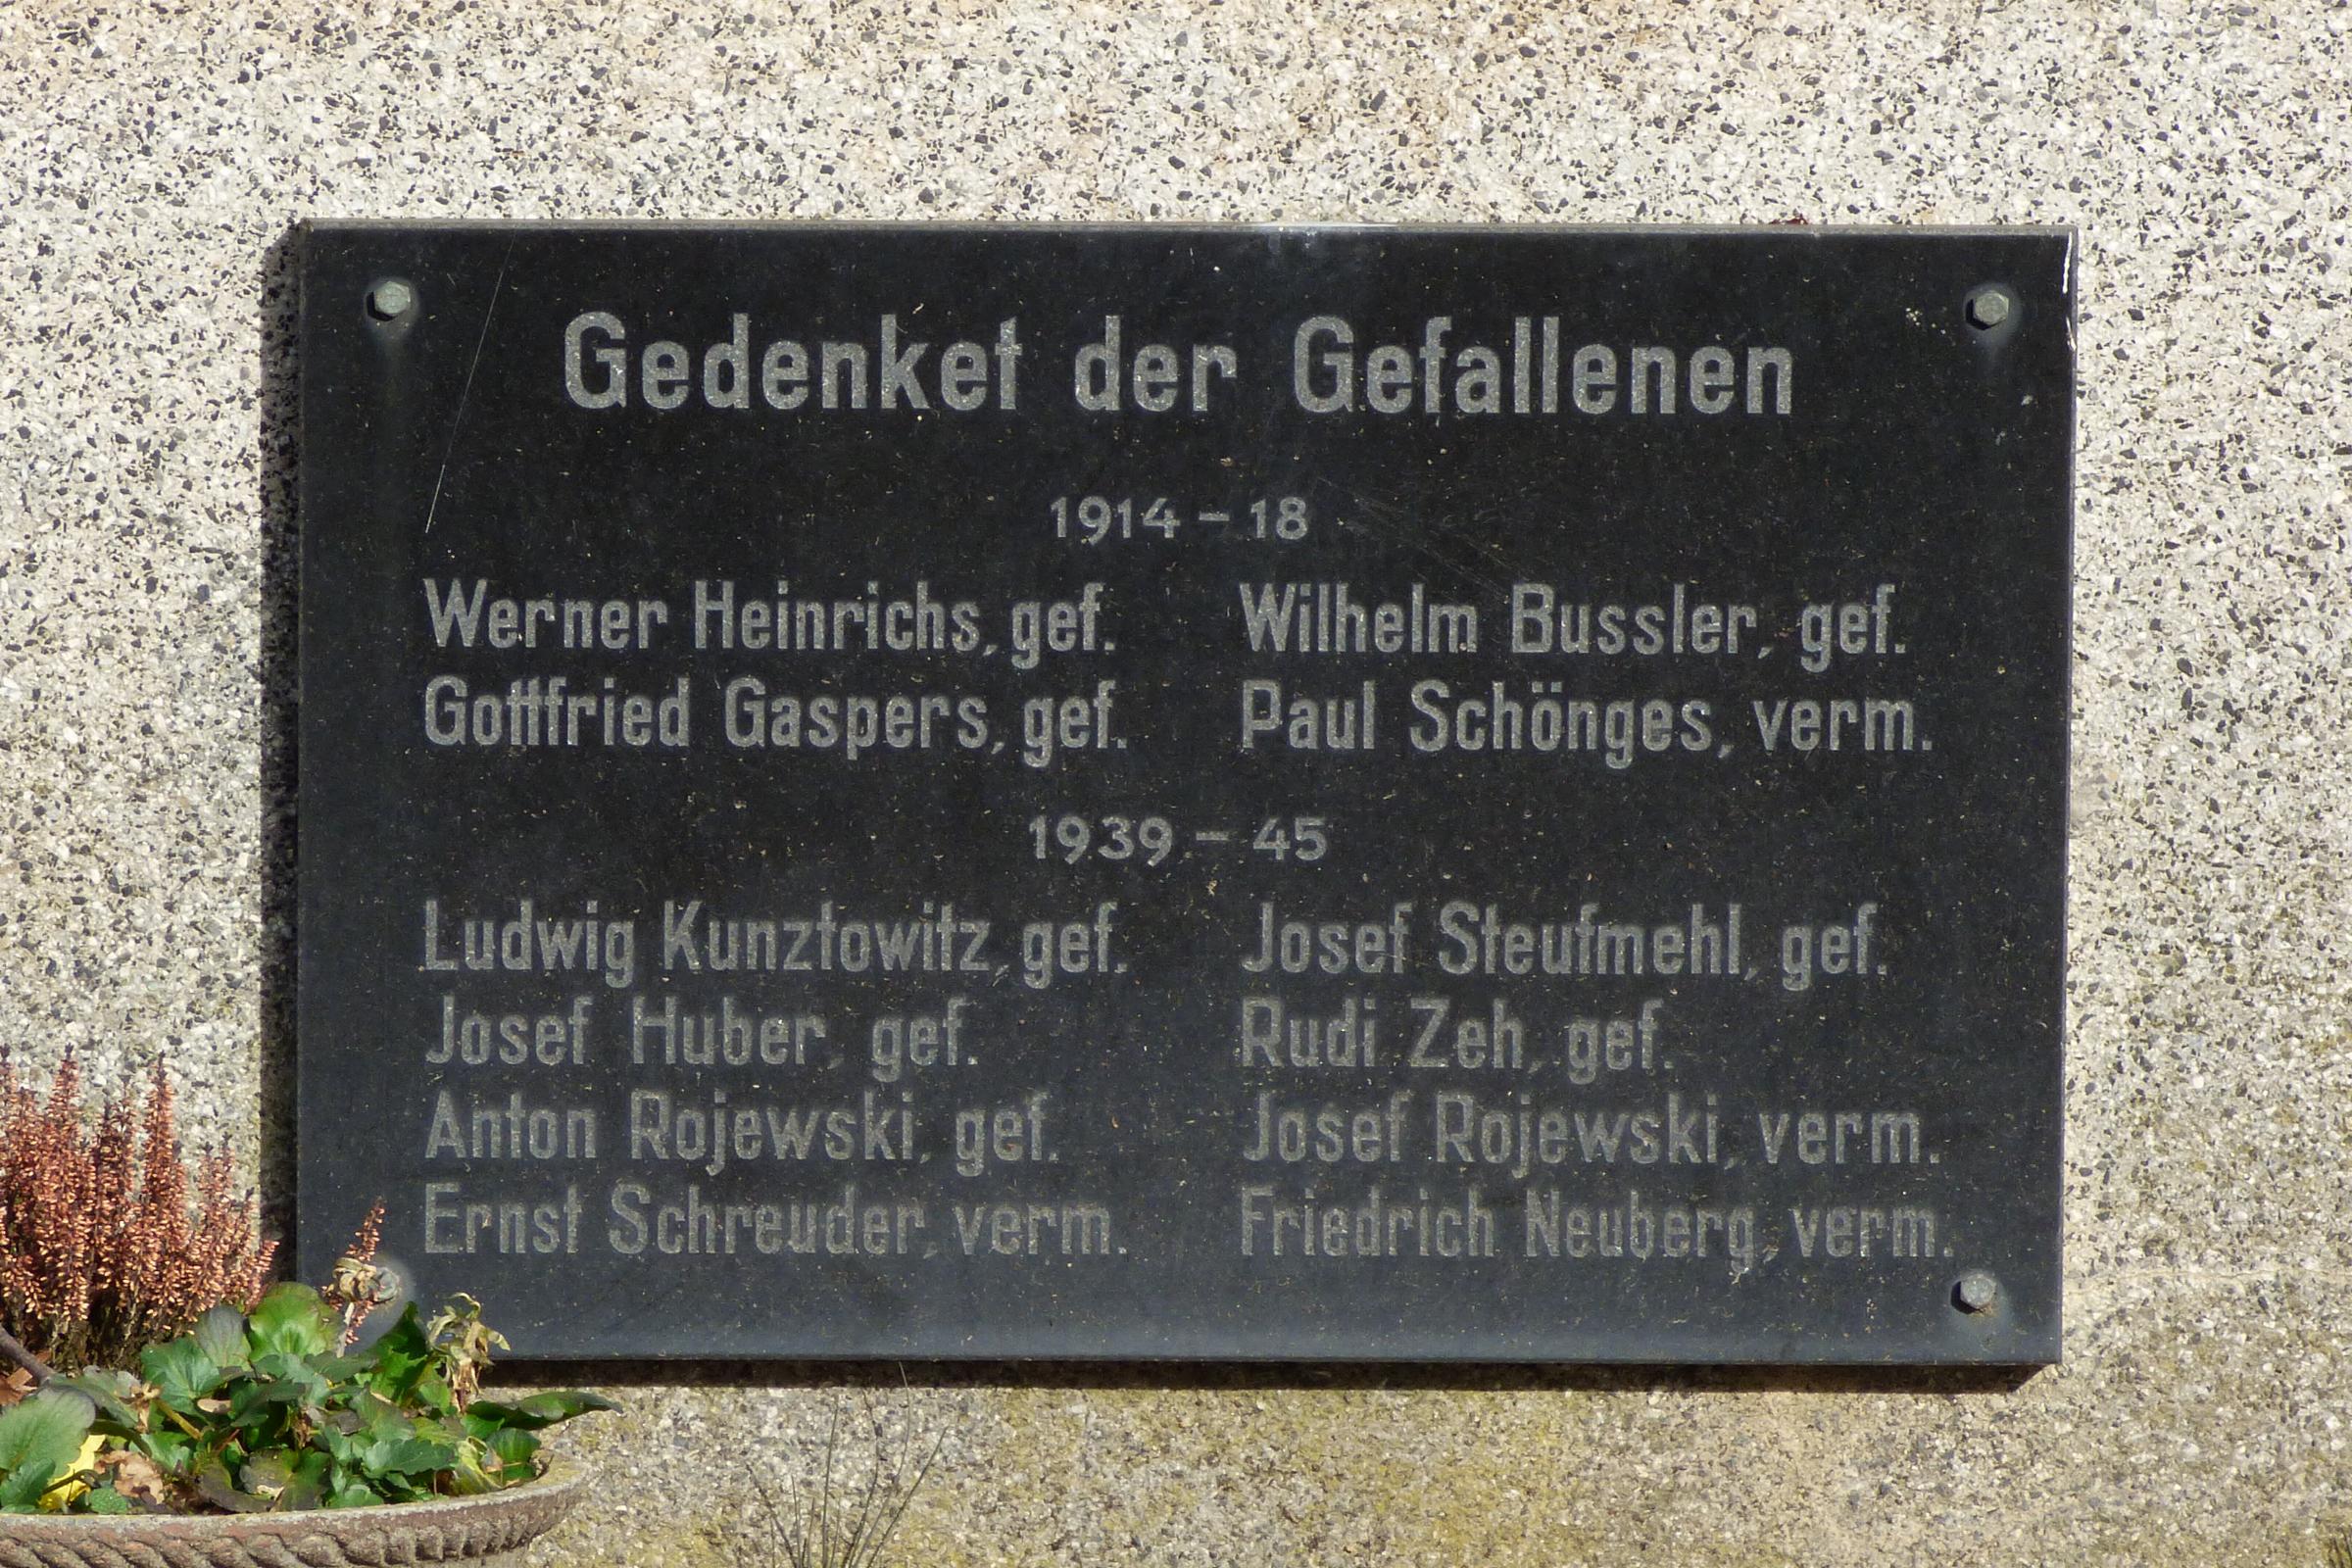 Gedenket der Gefallenen
1914 – 18
Werner Heinrichs, gef. Wilhelm Bussler, gef.
Gottfried Gaspers, gef. Paul Schönges, verm.
1939 – 45
Ludwig Kunztowitz, gef. Josef Steufmehl, gef.
Josef Huber, gef. Rudi Zeh, gef.
Anton Rojewski, gef. Josef Rojewski, verm.
Ernst Schreuder, verm. Friedrich Neuberg, verm.